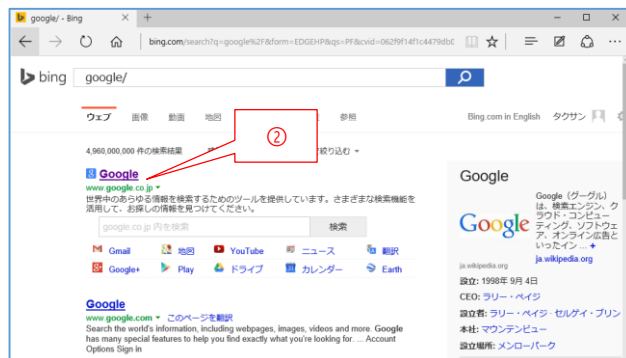 google/ - Bing
bing.com/search?q=google%2F&form=EDGEHP&qs=PF&cvid=062f9f14f1c4479dbC
bing
google/
ウェブ 画像 動画 地図 参照
Bing.com in English タクサン
4,960,000,000 件の検索結果 で絞り込む
②
Google
www.google.co.jp
世界中のあらゆる情報を検索するためのツールを提供しています。さまざまな検索機能を
活用して、お探しの情報を見つけてください。
google.co.jp 内を検索 検索
Gmail 地図 YouTube ニュース 翻訳
Google+ Play ドライブ カレンダー Earth
Google
www.google.com・このページを翻訳
Search the world's information, including webpages, images, videos and more. Google
has many special features to help you find exactly what you're looking for. ... Account
Options Sign in
Google
Google
Google（グーグル）
は、検索エンジン、ク
ラウド・コンピュー
ティング、ソフトウェ
ア、オンライン広告と
いったイン ... +
ja.wikipedia.org
ja.wikipedia.org
設立: 1998年 9月 4日
CEO: ラリー・ペイジ
設立者: ラリー・ペイジ・セルゲイ・ブリン
本社: マウンテンビュー
設立場所: メンローパーク